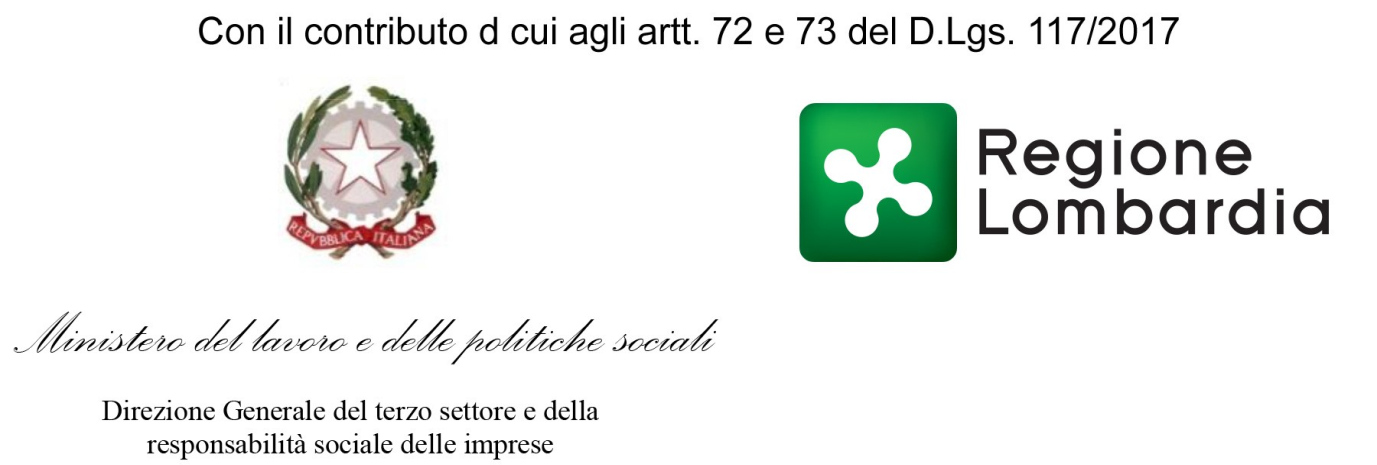 Con il contributo d cui agli artt. 72 e 73 del D.Lgs. 117/2017
REPVBBLICA ITALIANA
Regione
Lombardia
Ministero del lavoro e delle politiche sociali
Direzione Generale del terzo settore e della
responsabilità sociale delle imprese